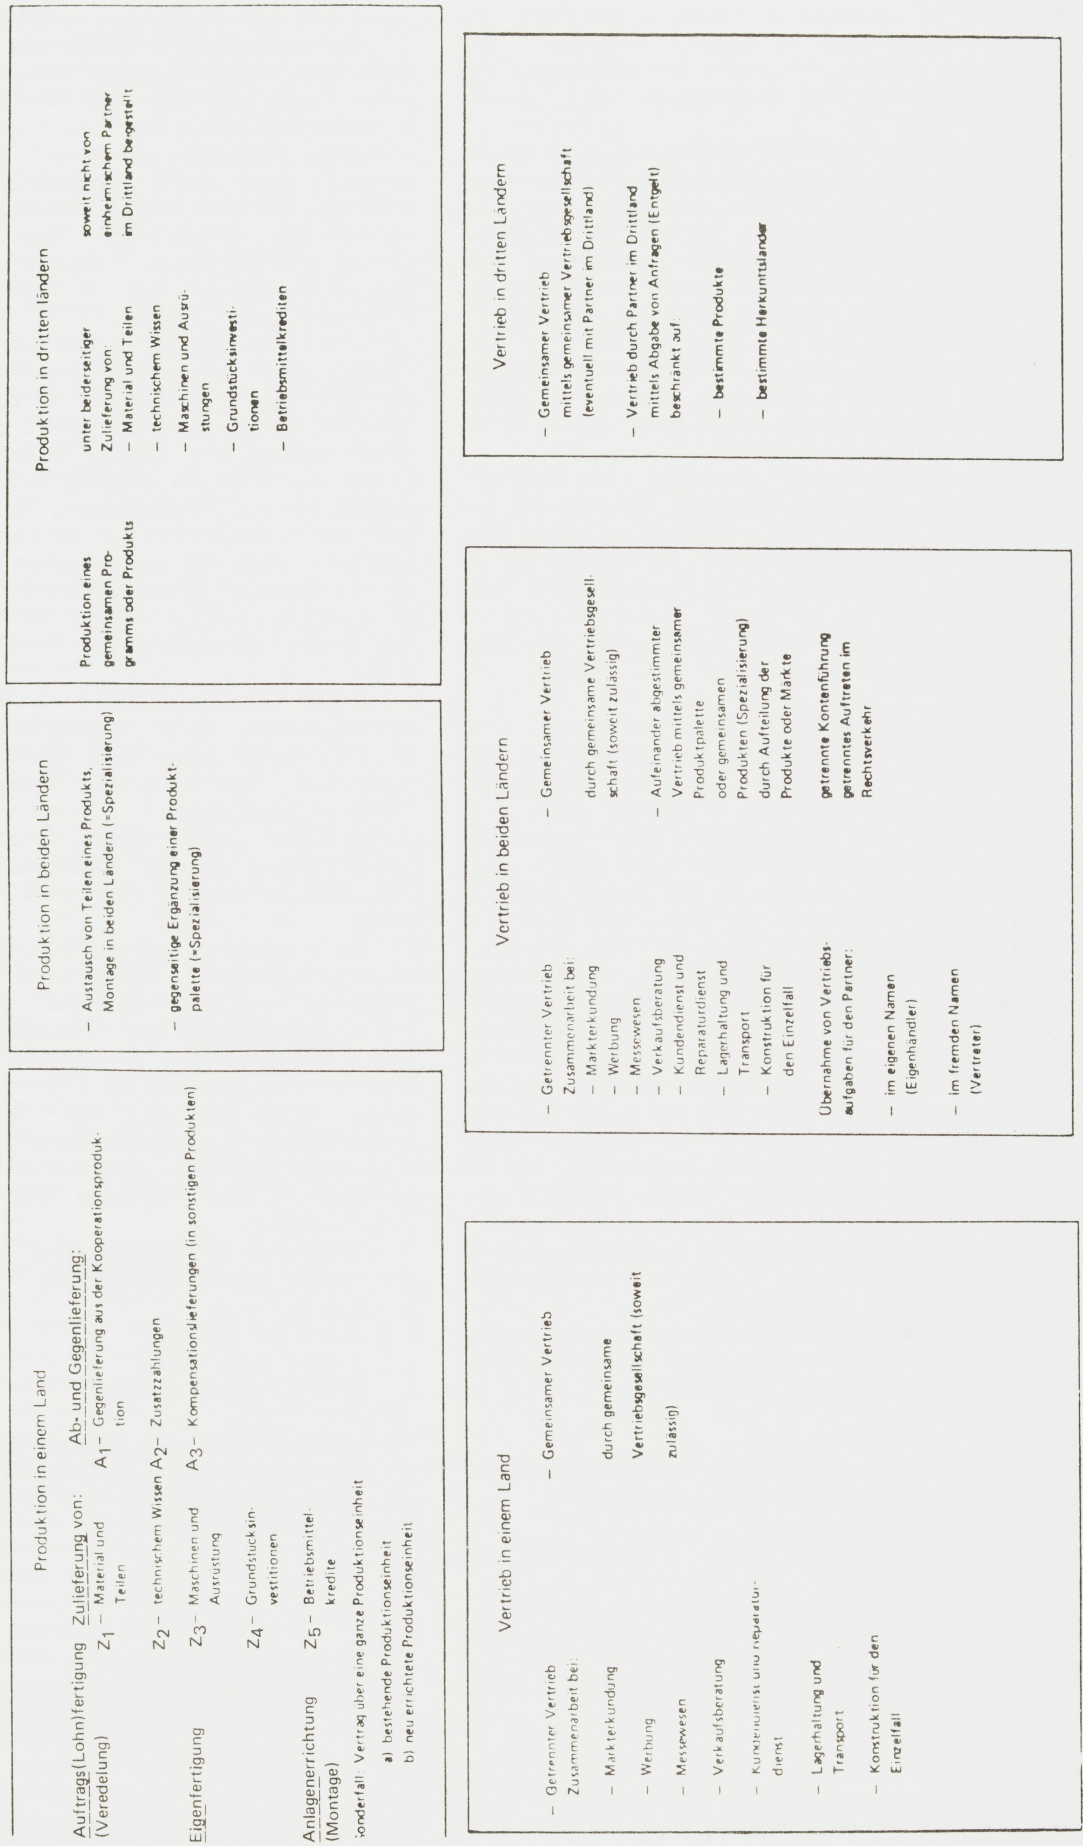 Produktion in einem Land
Auftrags(Lohn)fertigung Zulieferung von: Ab- und Gegenlieferung:
(Veredelung) Z1 – Material und A1 – Gegenlieferung aus der Kooperationsproduk-
Teilen tion
Z2 – technischem Wissen A2 – Zusatzzahlungen
Eigenfertigung Z3 – Maschinen und A3 – Kompensationslieferungen (in sonstigen Produkten)
Ausrüstung
Z4 – Grundstücksin-
vestitionen
Anlagenerrichtung Z5 – Betriebsmittel-
(Montage) kredite
Sonderfall: Vertrag über eine ganze Produktionseinheit
a) bestehende Produktionseinheit
b) neu errichtete Produktionseinheit
Produktion in beiden Ländern
– Austausch von Teilen eines Produkts,
Montage in beiden Ländern (=Spezialisierung)
– gegenseitige Ergänzung einer Produkt-
palette (=Spezialisierung)
Produktion in dritten ländern
Produktion eines
gemeinsamen Pro-
gramms oder Produkts
unter beiderseitiger
Zulieferung von:
– Material und Teilen
– technischem Wissen
– Maschinen und Ausrü-
stungen
– Grundstücksinvesti-
tionen
– Betriebsmittelkrediten
soweit nicht von
einheimischem Partner
im Drittland beigestellt
Vertrieb in einem Land
– Getrennter Vertrieb
Zusammenarbeit bei:
– Markterkundung
– Werbung
– Messewesen
– Verkaufsberatung
– Kundendienst und Reparatur-
dienst
– Lagerhaltung und
Transport
– Konstruktion für den
Einzelfall
– Gemeinsamer Vertrieb
durch gemeinsame
Vertriebsgesellschaft (soweit
zulässig)
Vertrieb in beiden Ländern
– Getrennter Vertrieb
Zusammenarbeit bei:
– Markterkundung
– Werbung
– Messewesen
– Verkaufsberatung
– Kundendienst und
Reparaturdienst
– Lagerhaltung und
Transport
– Konstruktion für
den Einzelfall
Übernahme von Vertriebs-
aufgaben für den Partner:
– im eigenen Namen
(Eigenhändler)
– im fremden Namen
(Vertreter)
– Gemeinsamer Vertrieb
durch gemeinsame Vertriebsgesell-
schaft (soweit zulässig)
– Aufeinander abgestimmter
Vertrieb mittels gemeinsamer
Produktpalette
oder gemeinsamen
Produkten (Spezialisierung)
durch Aufteilung der
Produkte oder Märkte
getrennte Kontenführung
getrenntes Auftreten im
Rechtsverkehr
Vertrieb in dritten Ländern
– Gemeinsamer Vertrieb
mittels gemeinsamer Vertriebsgesellschaft
(eventuell mit Partner im Drittland)
– Vertrieb durch Partner im Drittland
mittels Abgabe von Anfragen (Entgelt)
beschränkt auf:
– bestimmte Produkte
– bestimmte Herkunftsländer